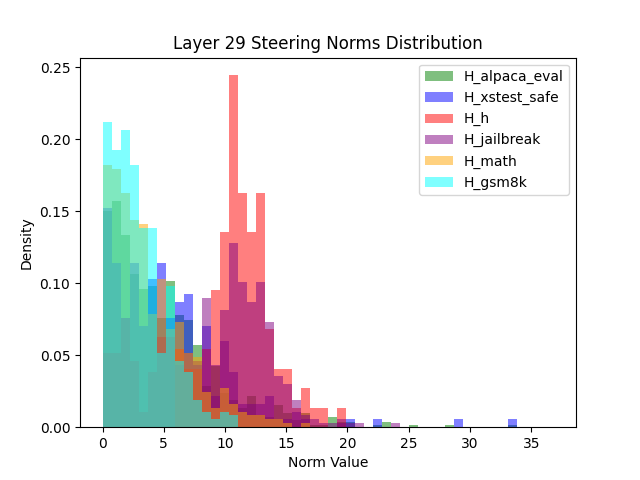 Layer 29 Steering Norms Distribution
H_alpaca_eval
H_xstest_safe
H_h
H_jailbreak
H_math
H_gsm8k
Density
0.25
0.20
0.15
0.10
0.05
0.00
0 5 10 15 20 25 30 35
Norm Value